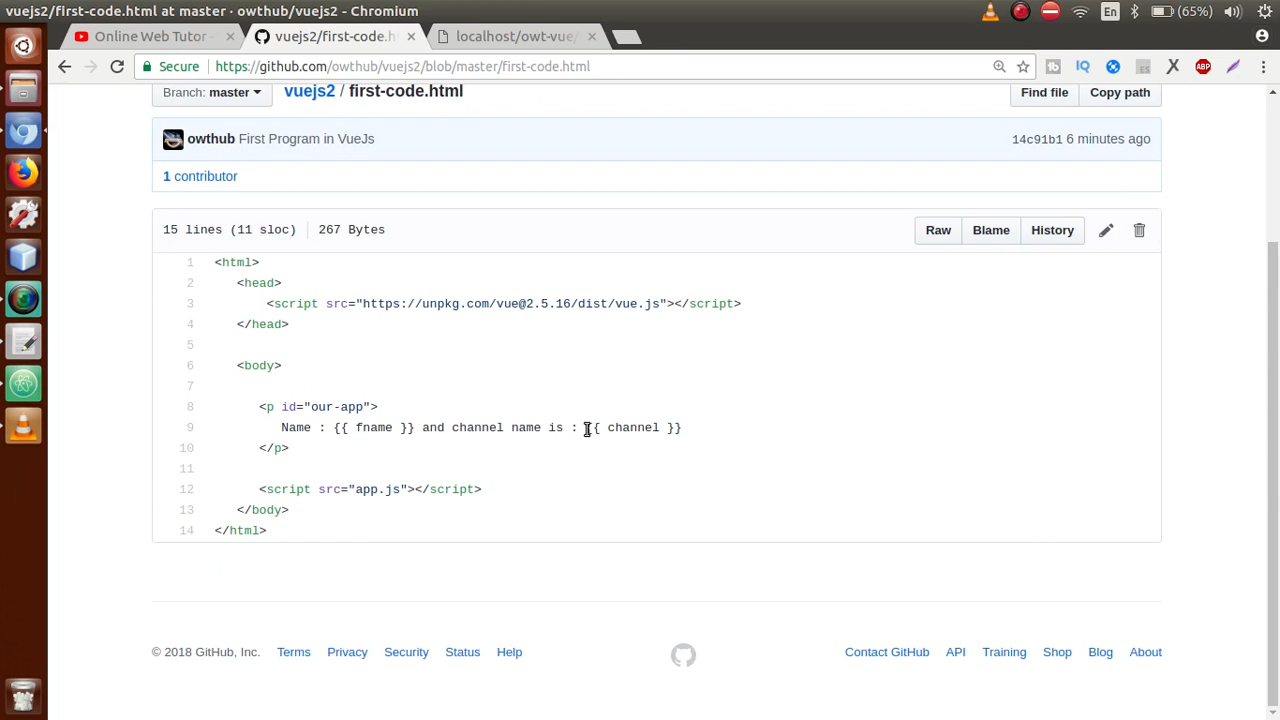 vuejs2/first-code.html at master · owthub/vuejs2 - Chromium
En
(65%)
Online Web Tutor -
vuejs2/first-code.h
localhost/owt-vue/
Secure
https://github.com/owthub/vuejs2/blob/master/first-code.html
IQ
ABP
Branch: master
vuejs2 / first-code.html
Find file
Copy path
owthub First Program in VueJs
14c91b1 6 minutes ago
1 contributor
15 lines (11 sloc)
267 Bytes
Raw
Blame
History
1 <html>
2 <head>
3 <script src="https://unpkg.com/vue@2.5.16/dist/vue.js"></script>
4 </head>
5
6 <body>
7
8 <p id="our-app">
9 Name : {{ fname }} and channel name is : {{ channel }}
10 </p>
11
12 <script src="app.js"></script>
13 </body>
14 </html>
© 2018 GitHub, Inc.
Terms
Privacy
Security
Status
Help
Contact GitHub
API
Training
Shop
Blog
About